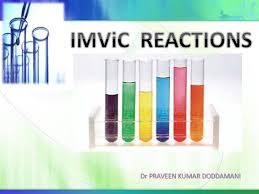 IMViC REACTIONS
Dr PRAVEEN KUMAR DODDAMANI